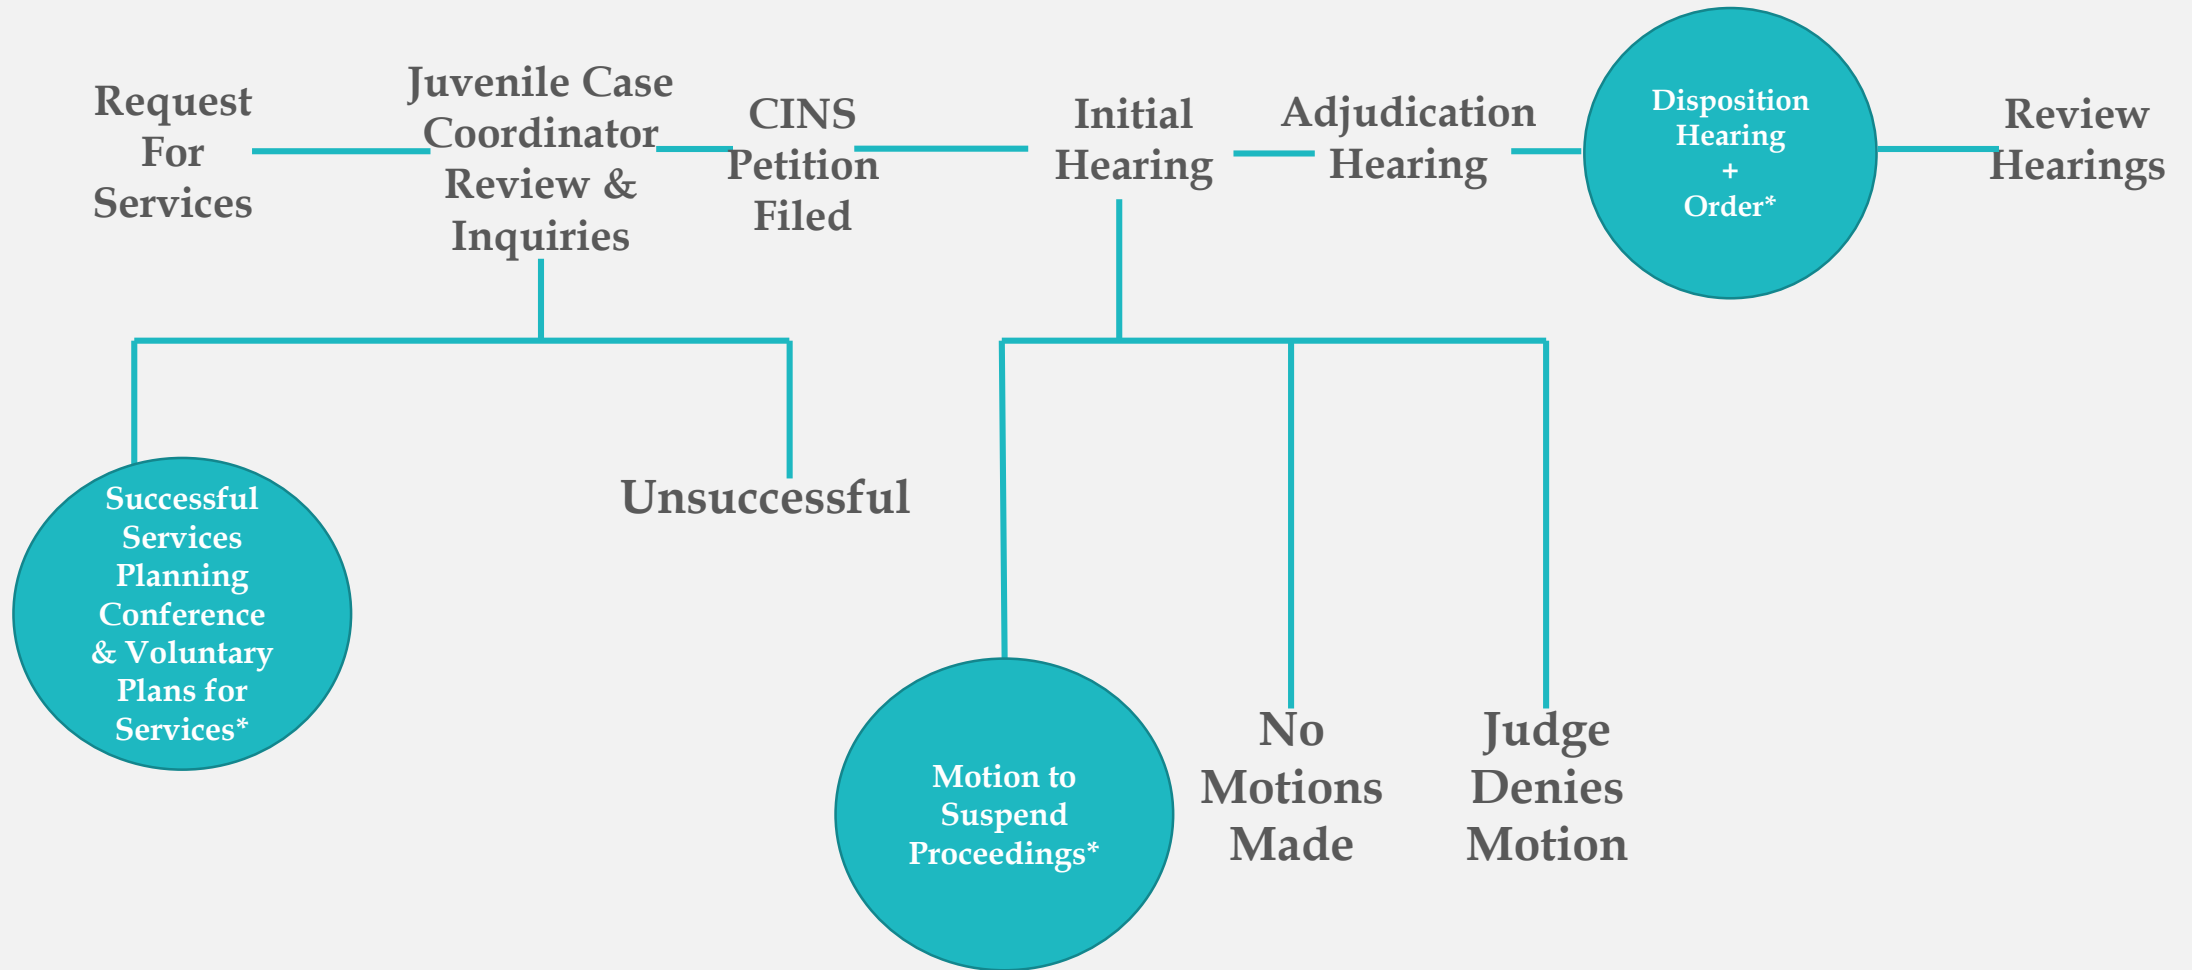 Request
For
Services
Juvenile Case
Coordinator
Review &
Inquiries
CINS
Petition
Filed
Initial
Hearing
Adjudication
Hearing
Disposition
Hearing
+
Order*
Review
Hearings
Successful
Services
Planning
Conference
& Voluntary
Plans for
Services*
Unsuccessful
Motion to
Suspend
Proceedings*
No
Motions
Made
Judge
Denies
Motion